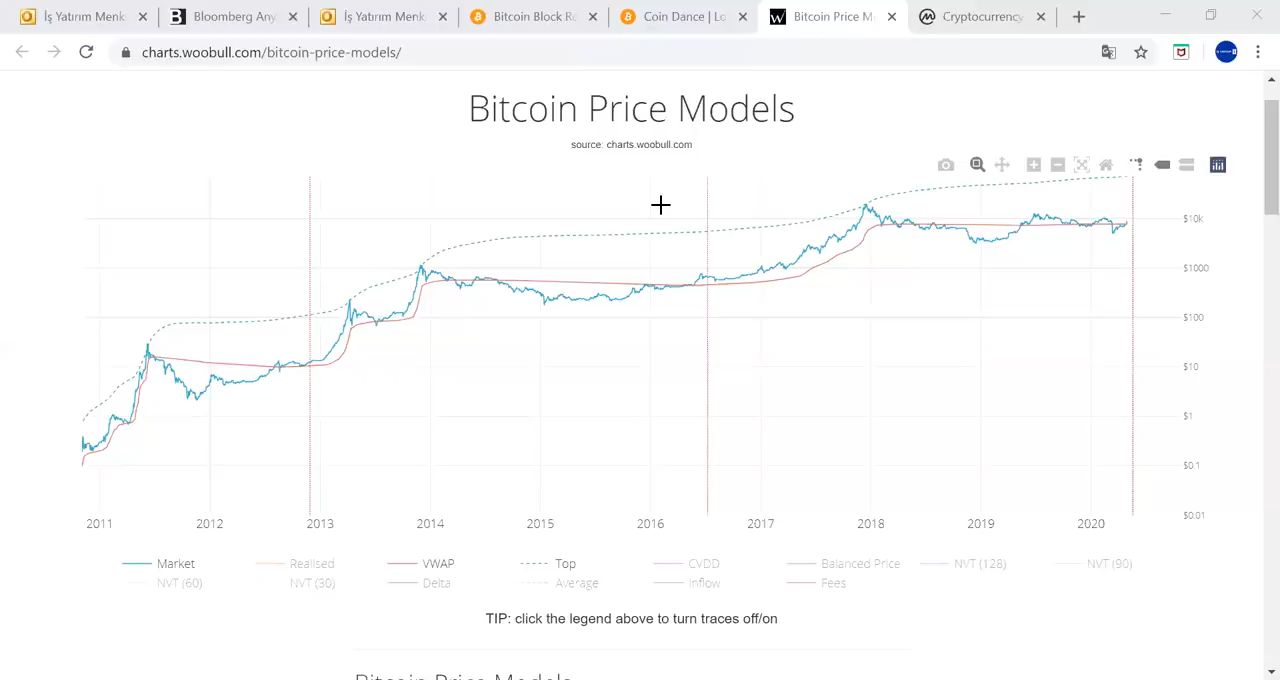 İş Yatırım Menk Bloomberg Any İş Yatırım Menk Bitcoin Block Re Coin Dance | Lo Bitcoin Price M Cryptocurrency
charts.woobull.com/bitcoin-price-models/
Bitcoin Price Models
source: charts.woobull.com
$10k
$1000
$100
$10
$1
$0.1
$0.01
2011 2012 2013 2014 2015 2016 2017 2018 2019 2020
Market Realised VWAP Top CVDD Balanced Price NVT (128) NVT (90)
NVT (60) NVT (30) Delta Average Inflow Fees
TIP: click the legend above to turn traces off/on
Bitcoin Price Models